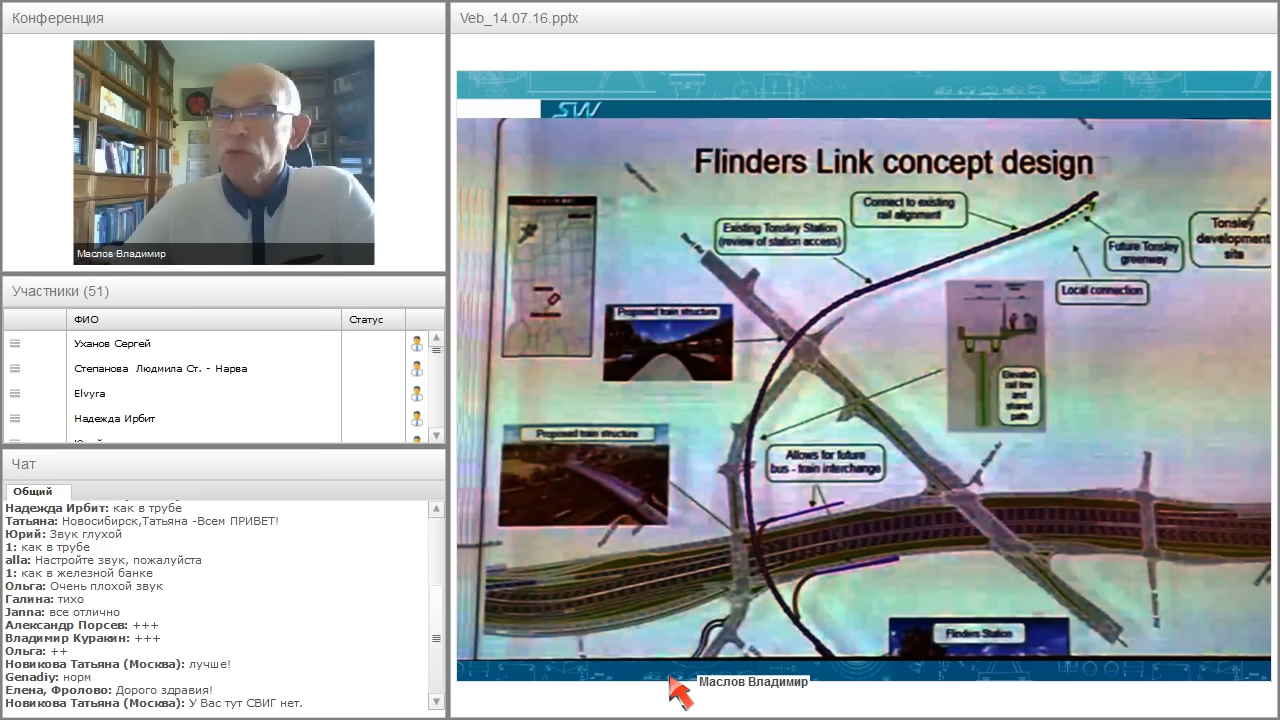 Конференция
Маслов Владимир
Участники (51)
ФИО
Статус
Уханов Сергей
Степанова Людмила Ст. - Нарва
Elvyra
Надежда Ирбит
Чат
Общий
Надежда Ирбит: как в трубе
Татьяна: Новосибирск,Татьяна -Всем ПРИВЕТ!
Юрий: Звук глухой
1: как в трубе
alla: Настройте звук, пожалуйста
1: как в железной банке
Ольга: Очень плохой звук
Галина: тихо
Janna: все отлично
Александр Порсев: +++
Владимир Куракин: +++
Ольга: ++
Новикова Татьяна (Москва): лучше!
Genadiy: норм
Елена, Фролово: Дорого здравия!
Новикова Татьяна (Москва): У Вас тут СВИГ нет.
Veb_14.07.16.pptx
SW
Flinders Link concept design
Connect to existing
rail alignment
Existing Tonsley Station
(review of station access)
Tonsley
development
site
Future Tonsley
greenway
Local connection
Proposed train structure
Elevated
rail line
and
shared
path
Proposed train structure
Allows for future
bus - train interchange
Flinders Station
Маслов Владимир